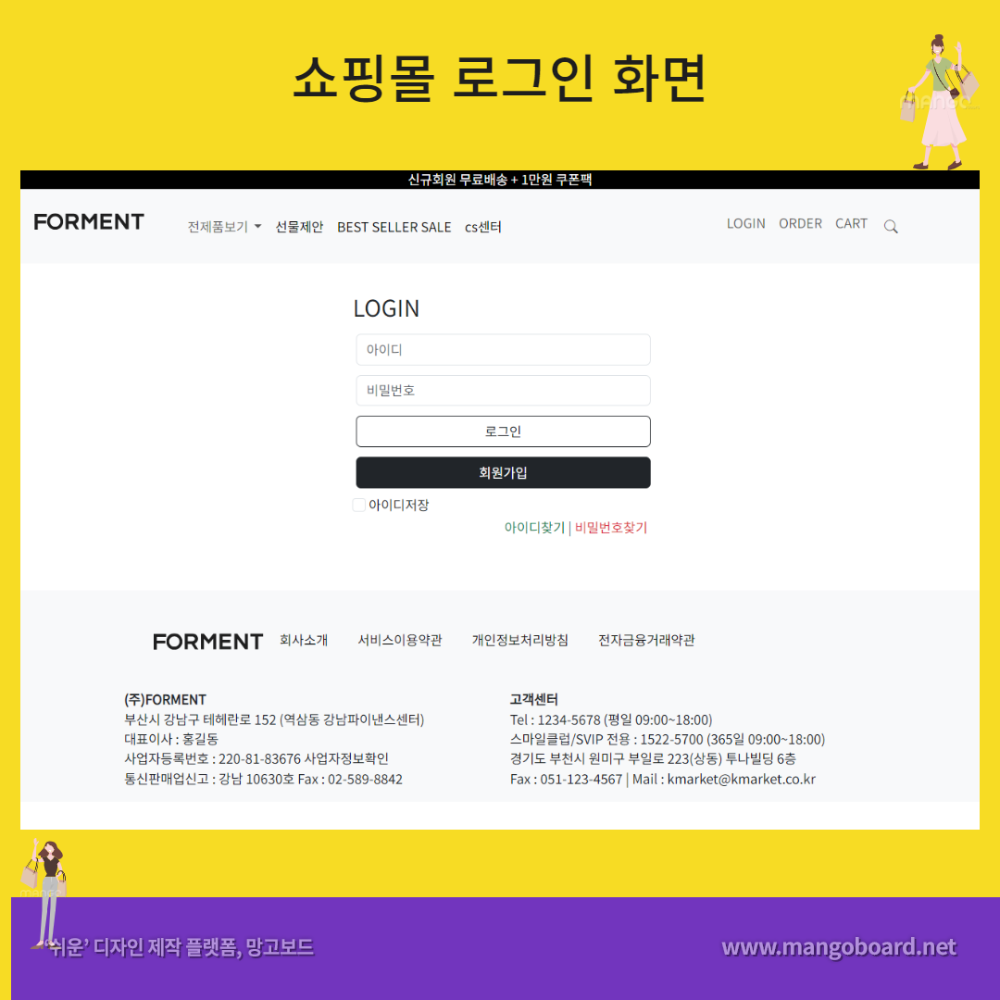 쇼핑몰 로그인 화면
mango
신규회원 무료배송 + 1만원 쿠폰팩
FORMENT 전제품보기 선물제안 BEST SELLER SALE cs센터 LOGIN ORDER CART
LOGIN
아이디
비밀번호
로그인
회원가입
아이디저장
아이디찾기 | 비밀번호찾기
FORMENT 회사소개 서비스이용약관 개인정보처리방침 전자금융거래약관
(주)FORMENT
부산시 강남구 테헤란로 152 (역삼동 강남파이낸스센터)
대표이사 : 홍길동
사업자등록번호 : 220-81-83676 사업자정보확인
통신판매업신고 : 강남 10630호 Fax : 02-589-8842
고객센터
Tel : 1234-5678 (평일 09:00~18:00)
스마일클럽/SVIP 전용 : 1522-5700 (365일 09:00~18:00)
경기도 부천시 원미구 부일로 223(상동) 투나빌딩 6층
Fax : 051-123-4567 | Mail : kmarket@kmarket.co.kr
mango
‘쉬운’ 디자인 제작 플랫폼, 망고보드
www.mangoboard.net